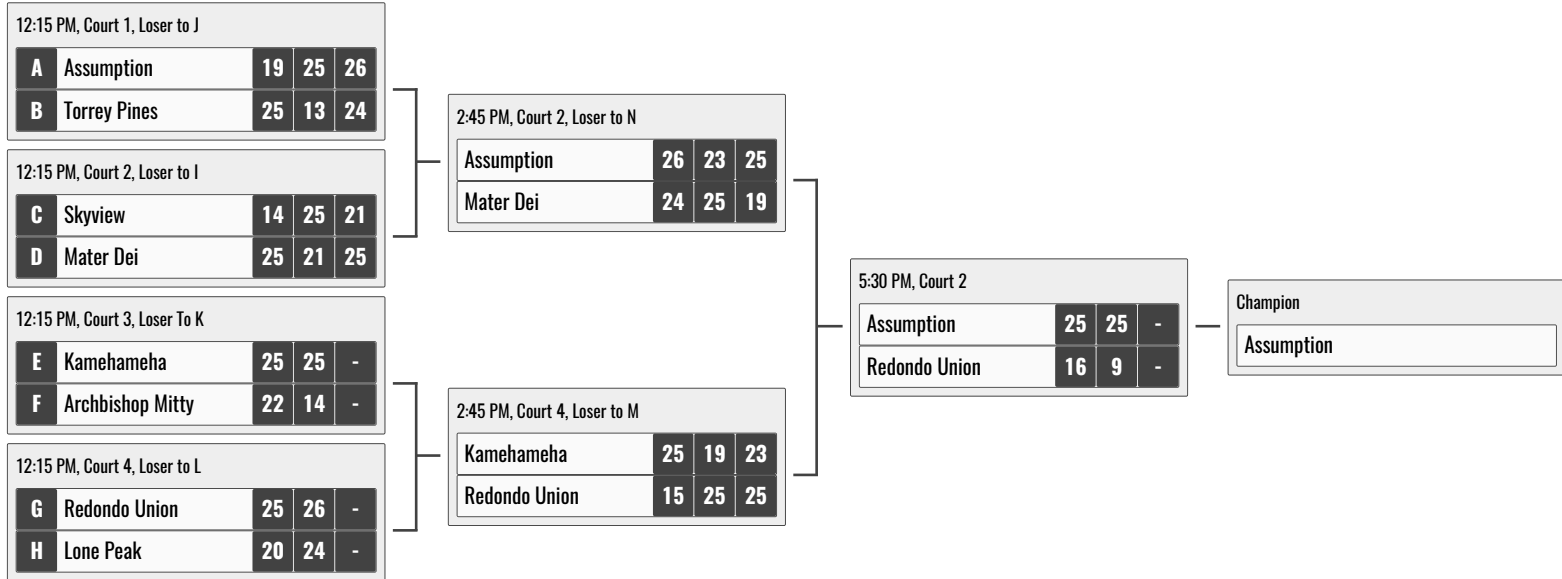 12:15 PM, Court 1, Loser to J
A Assumption 19 25 26
B Torrey Pines 25 13 24
12:15 PM, Court 2, Loser to I
C Skyview 14 25 21
D Mater Dei 25 21 25
12:15 PM, Court 3, Loser To K
E Kamehameha 25 25 -
F Archbishop Mitty 22 14 -
12:15 PM, Court 4, Loser to L
G Redondo Union 25 26 -
H Lone Peak 20 24 -
2:45 PM, Court 2, Loser to N
Assumption 26 23 25
Mater Dei 24 25 19
2:45 PM, Court 4, Loser to M
Kamehameha 25 19 23
Redondo Union 15 25 25
5:30 PM, Court 2
Assumption 25 25 -
Redondo Union 16 9 -
Champion
Assumption